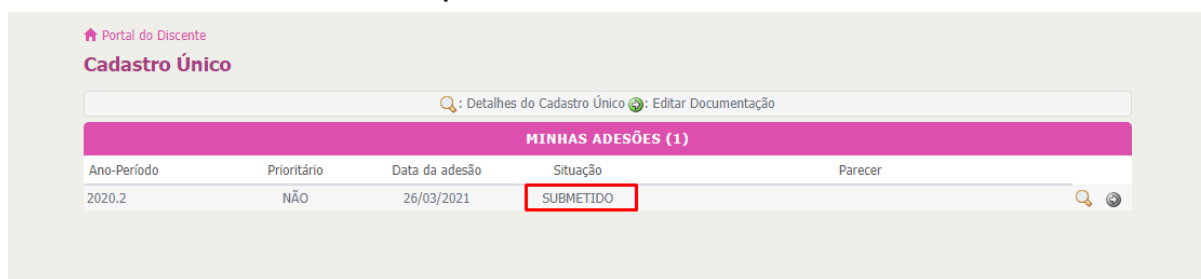 Portal do Discente
Cadastro Único
: Detalhes do Cadastro Único : Editar Documentação
MINHAS ADESÕES (1)
Ano-Período Prioritário Data da adesão Situação Parecer
2020.2 NÃO 26/03/2021 SUBMETIDO